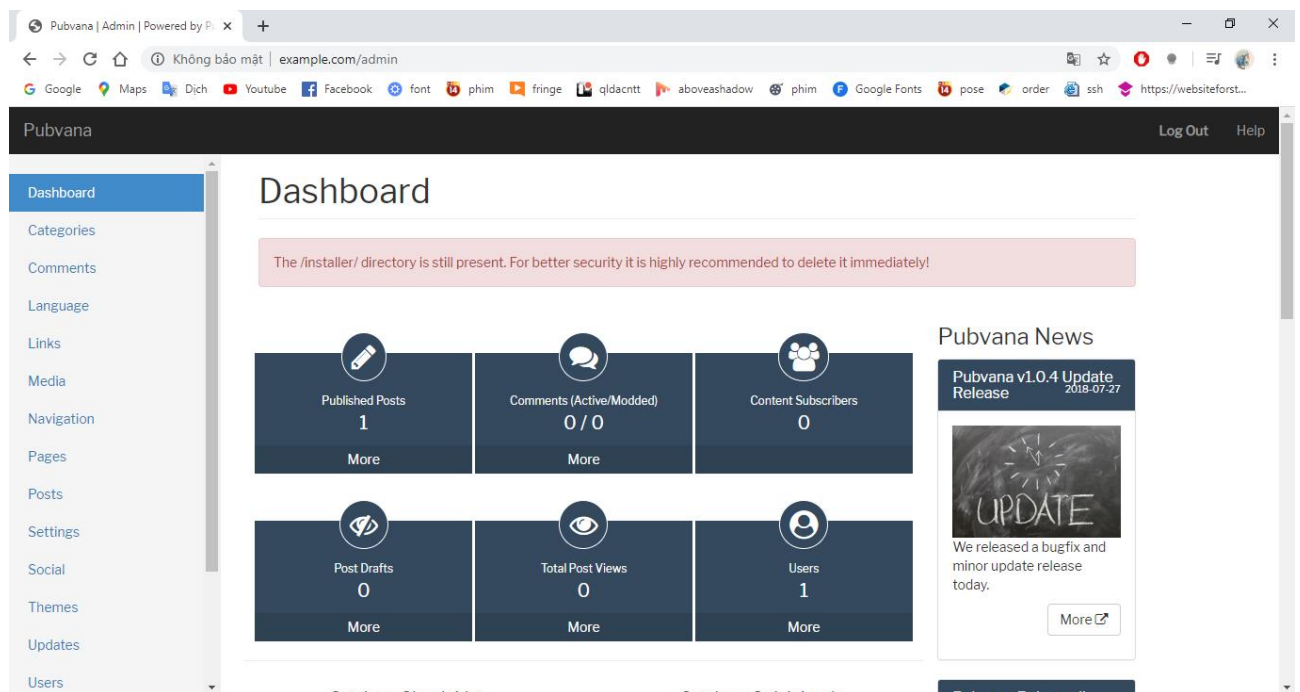 Pubvana | Admin | Powered by P
Không bảo mật | example.com/admin
Google Maps Dịch Youtube Facebook font phim fringe qldacntt aboveashadow phim Google Fonts pose order ssh https://websiteforst...
Pubvana Log Out Help
Dashboard
Categories
Comments
Language
Links
Media
Navigation
Pages
Posts
Settings
Social
Themes
Updates
Users
Dashboard
The /installer/ directory is still present. For better security it is highly recommended to delete it immediately!
Published Posts
1
More
Comments (Active/Modded)
0 / 0
More
Content Subscribers
0
Post Drafts
0
More
Total Post Views
0
More
Users
1
More
Pubvana News
Pubvana v1.0.4 Update
Release 2018-07-27
UPDATE
We released a bugfix and
minor update release
today.
More